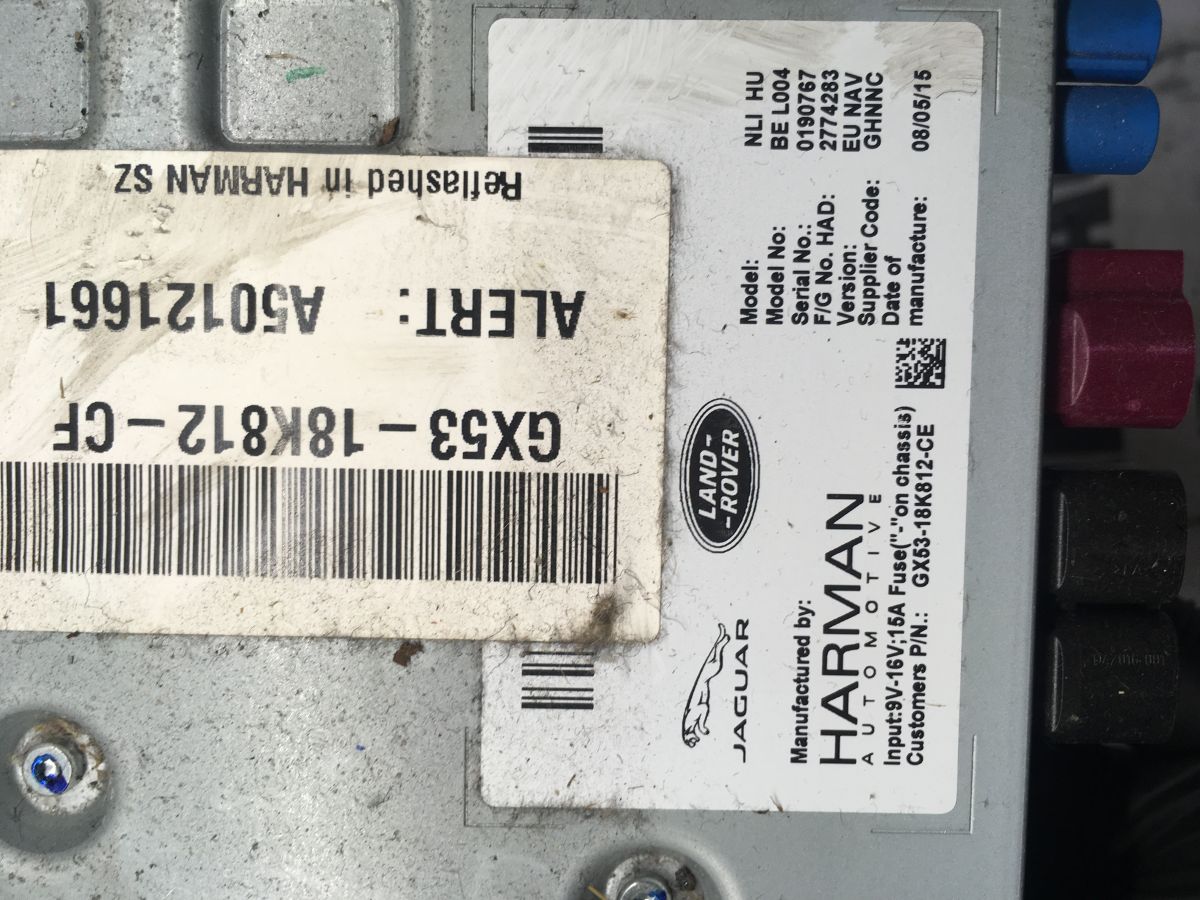 Reflashed in HARMAN SZ
ALERT: A50121661
GX53-18K812-CF
LAND-
-ROVER
JAGUAR
Model: NLI HU
Model No: BE L004
Serial No.: 0190767
F/G No. HAD: 2774283
Version: EU NAV
Supplier Code: GHNNC
Date of
manufacture: 08/05/15
Manufactured by:
HARMAN
AUTOMOTIVE
Input:9V-16V;15A Fuse("-"on chassis)
Customers P/N.: GX53-18K812-CE